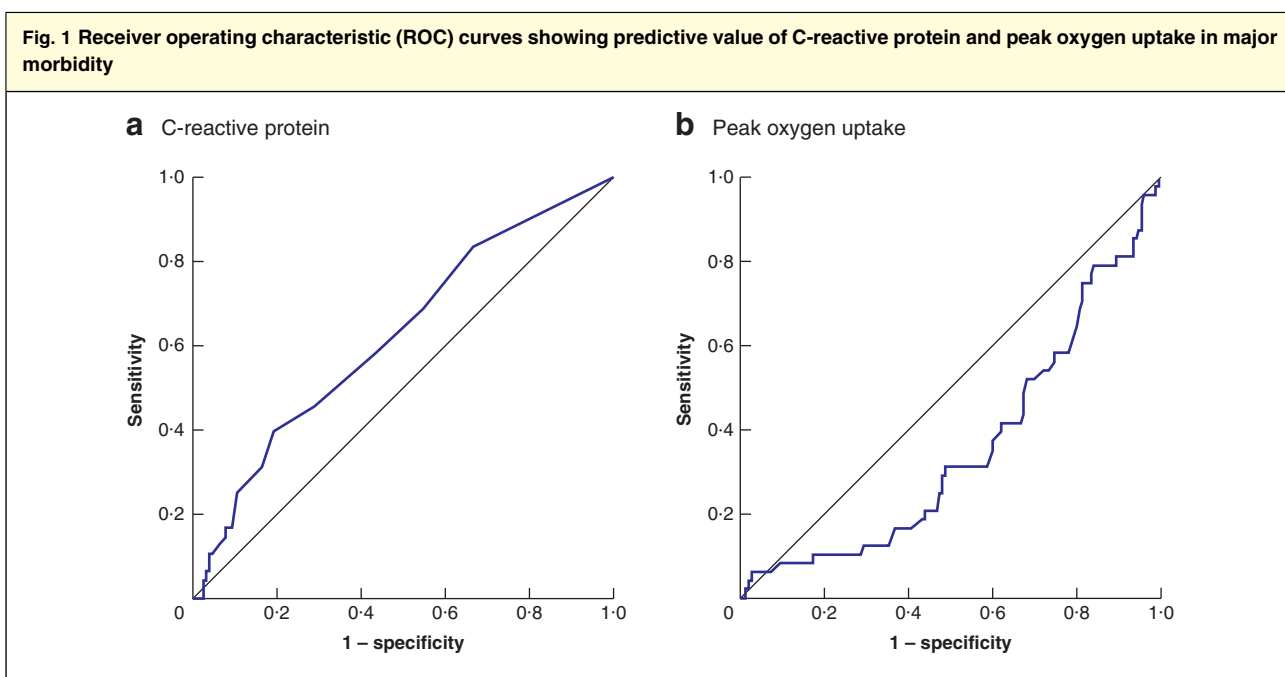 Fig. 1 Receiver operating characteristic (ROC) curves showing predictive value of C-reactive protein and peak oxygen uptake in major
morbidity
a C-reactive protein
1·0
0·8
0·6
0·4
0·2
0
0·2
0·4
0·6
0·8
1·0
Sensitivity
1 – specificity
b Peak oxygen uptake
1·0
0·8
0·6
0·4
0·2
0
0·2
0·4
0·6
0·8
1·0
Sensitivity
1 – specificity